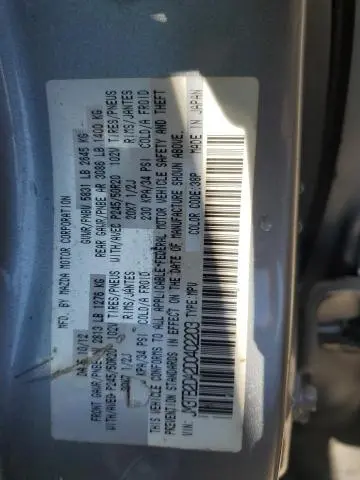 MFD. BY MAZDA MOTOR CORPORATION
DATE 10/12 GVWR/PNBV 5831 LB 2645 KG
FRONT GAWR/PNBE 2813 LB 1276 KG REAR GAWR/PNBE AR 3086 LB 1400 KG
WITH/AVEC P245/50R20 102V TIRES/PNEUS WITH/AVEC P245/50R20 102V TIRES/PNEUS
20X7 1/2J RIMS/JANTES 20X7 1/2J RIMS/JANTES
KPA/34 PSI COLD/A FROID 230 KPA/34 PSI COLD/A FROID
THIS VEHICLE CONFORMS TO ALL APPLICABLE FEDERAL MOTOR VEHICLE SAFETY AND THEFT
PREVENTION STANDARDS IN EFFECT ON THE DATE OF MANUFACTURE SHOWN ABOVE.
MADE IN JAPAN
VIN: TYPE:MPV COLOR CODE:38P